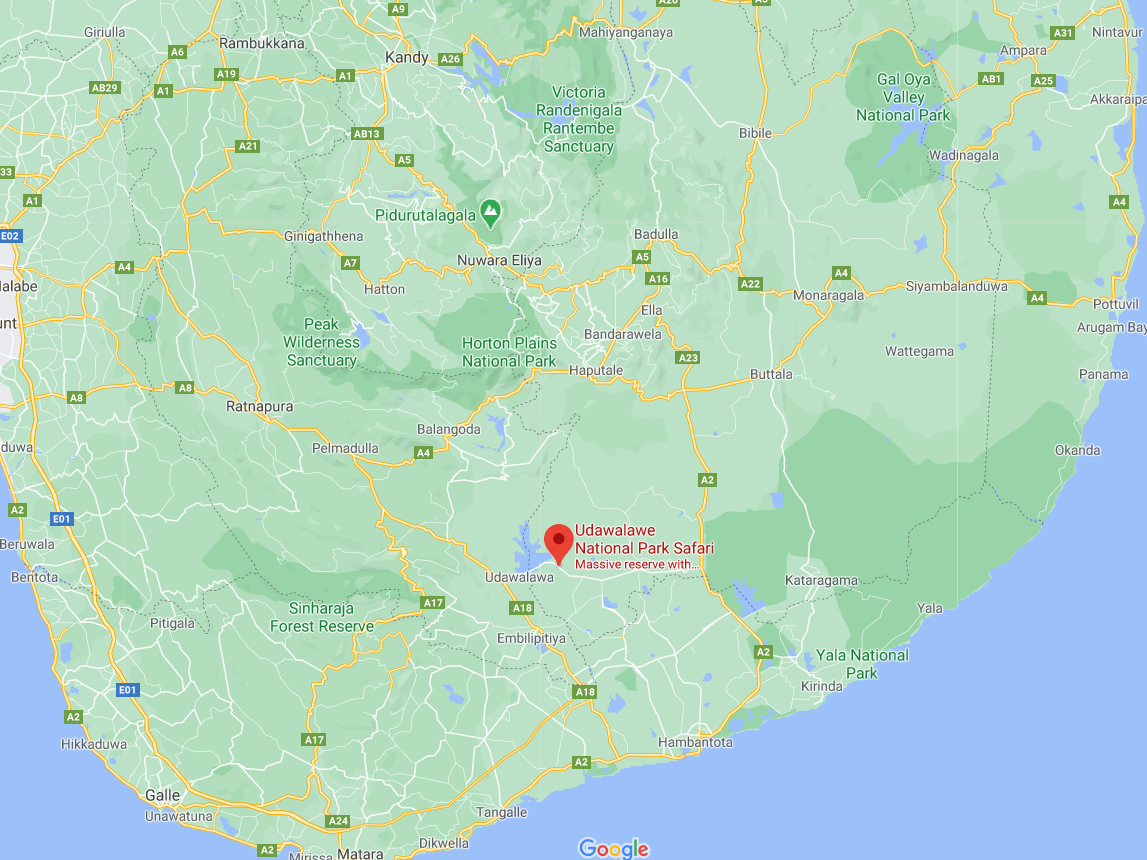 A9
A26
A5
Giriulla
Mahiyanganaya
A31
Nintavur
Rambukkana
A6
Kandy
A26
Ampara
A19
A1
AB29
A1
Gal Oya
Valley
National Park
AB1
A25
Akkaraipa
Victoria
Randenigala
Rantembe
Sanctuary
AB13
Bibile
A21
A5
Wadinagala
33
A1
A4
Pidurutalagala
E02
Ginigathhena
Badulla
A7
Nuwara Eliya
A5
A4
A16
A22
A4
alabe
Hatton
Monaragala
Siyambalanduwa
A4
Pottuvil
Ella
unt
Peak
Wilderness
Sanctuary
Horton Plains
National Park
Bandarawela
Arugam Bay
A23
Wattegama
Haputale
Buttala
Panama
A8
A8
Ratnapura
Balangoda
duwa
Pelmadulla
A4
Okanda
A2
A2
E01
Udawalawe
National Park Safari
Massive reserve with...
Beruwala
Bentota
Udawalawa
Kataragama
A17
A18
Yala
Sinharaja
Forest Reserve
Pitigala
Embilipitiya
A2
Yala National
Park
E01
A18
Kirinda
A2
Hikkaduwa
A17
Hambantota
A2
Galle
Unawatuna
Tangalle
A24
A2
Dikwella
Mirissa
Matara
Google